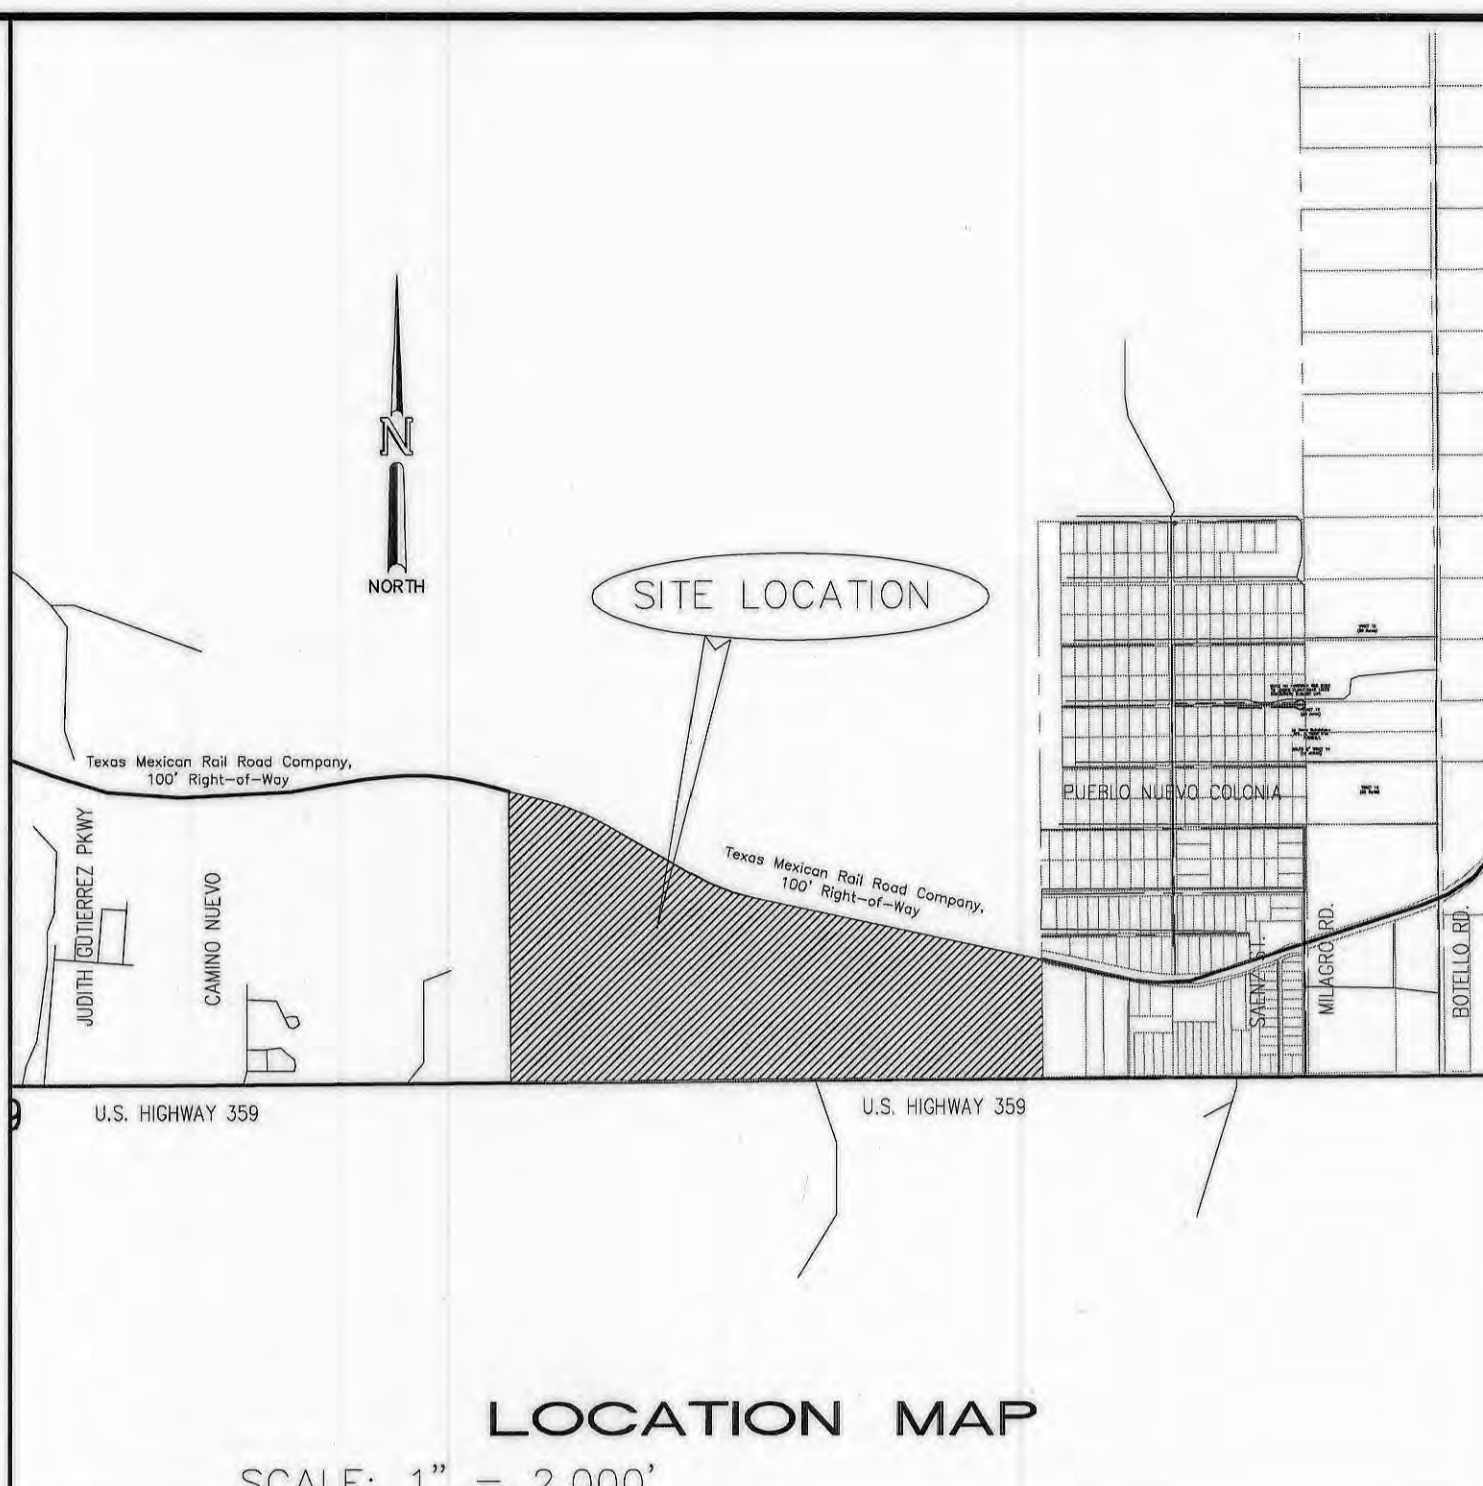 N
NORTH
SITE LOCATION
Texas Mexican Rail Road Company,
100' Right-of-Way
Texas Mexican Rail Road Company,
100' Right-of-Way
PUEBLO NUEVO COLONIA
JUDITH GUTIERREZ PKWY
CAMINO NUEVO
SAENZ ST.
MILAGRO RD.
BOTELLO RD.
9
U.S. HIGHWAY 359
U.S. HIGHWAY 359
LOCATION MAP
SCALE: 1" = 2,000'